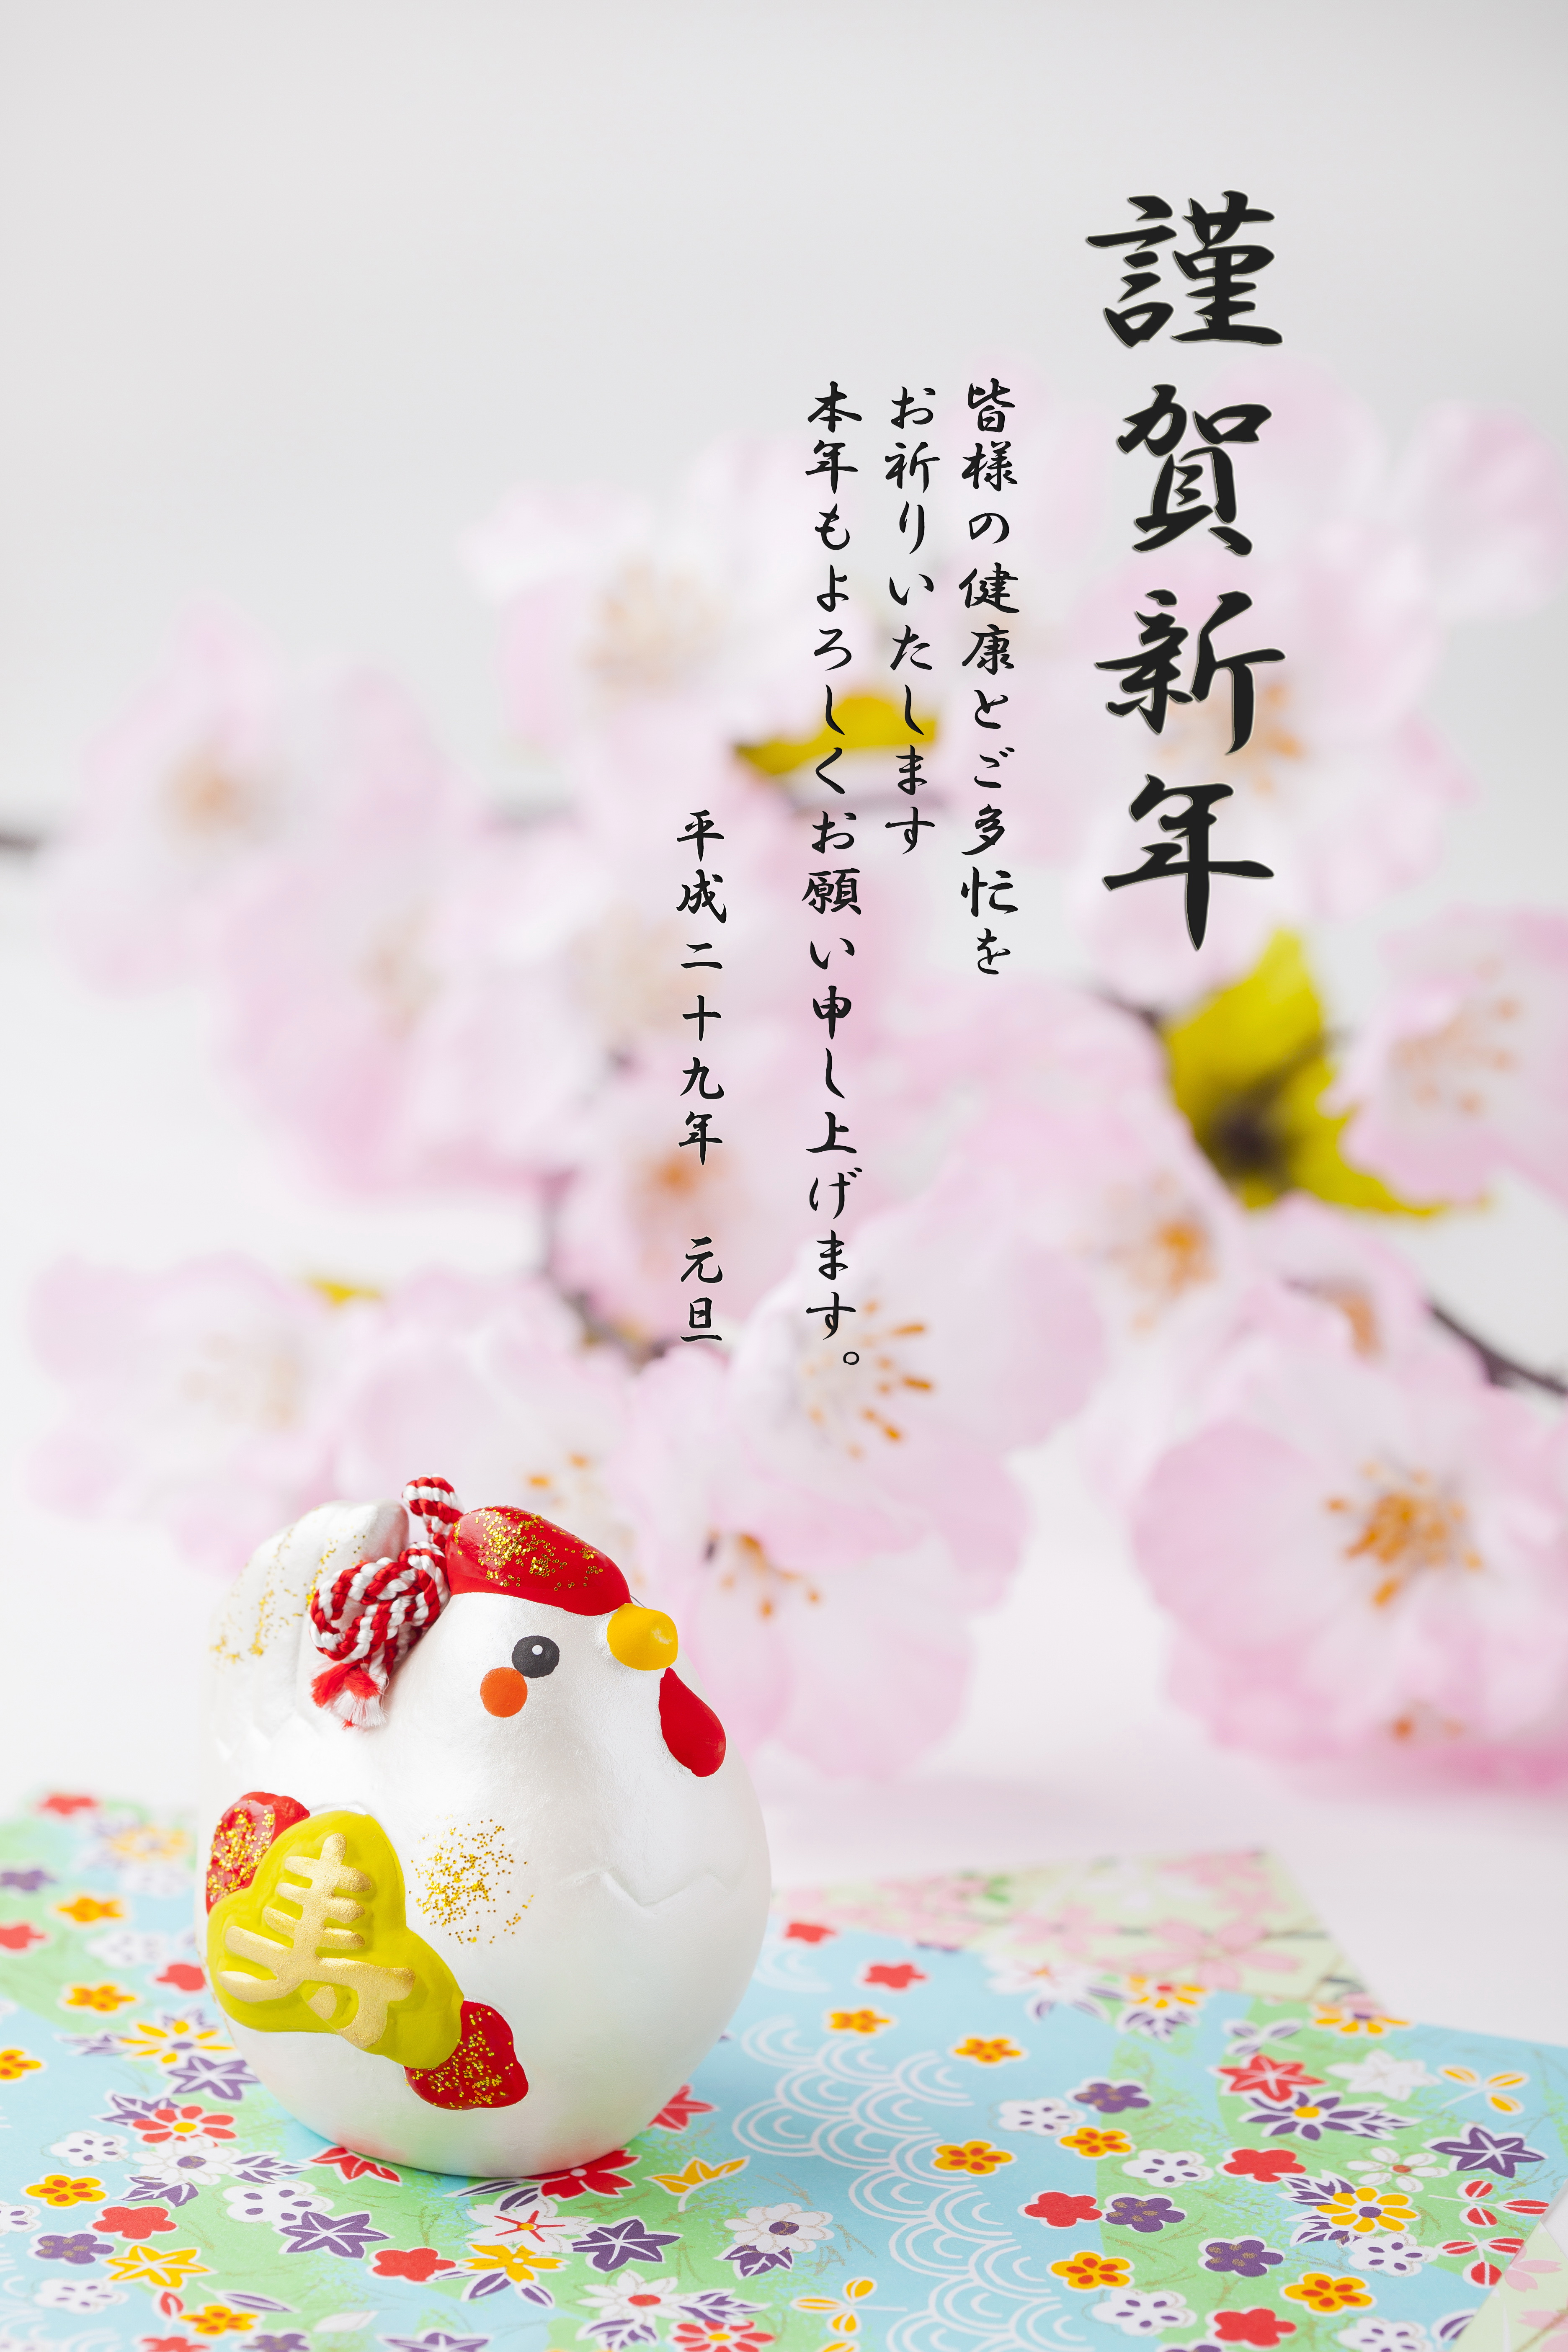 謹賀新年
皆様の健康とご多忙を
お祈りいたします
本年もよろしくお願い申し上げます。
平成二十九年　元旦
寿